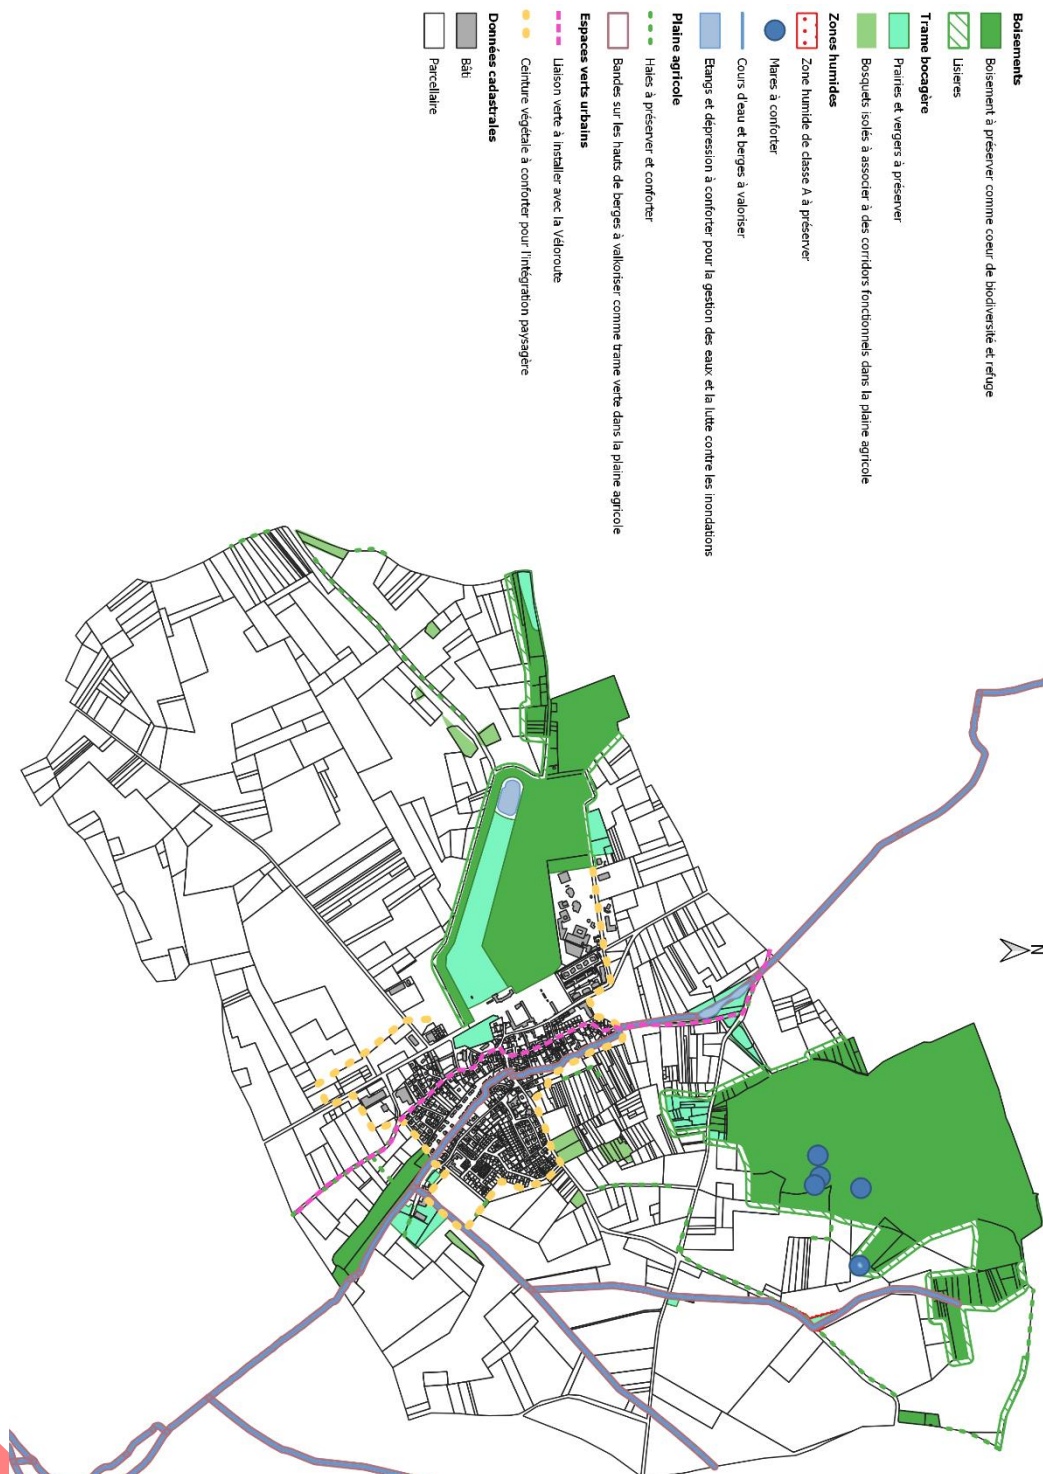 Boisements
Boisement à préserver comme coeur de biodiversité et refuge
Lisieres
Trame bocagère
Prairies et vergers à préserver
Bosquets isolés à associer à des corridors fonctionnels dans la plaine agricole
Zones humides
Zone humide de classe A à préserver
Mares à conforter
Cours d'eau et berges à valoriser
Etangs et dépression à conforter pour la gestion des eaux et la lutte contre les inondations
Plaine agricole
Haies à préserver et conforter
Bandes sur les hauts de berges à valkoriser comme trame verte dans la plaine agricole
Espaces verts urbains
Liaison verte à installer avec la Véloroute
Ceinture végétale à conforter pour l'intégration paysagère
Données cadastrales
Bâti
Parcellaire
N